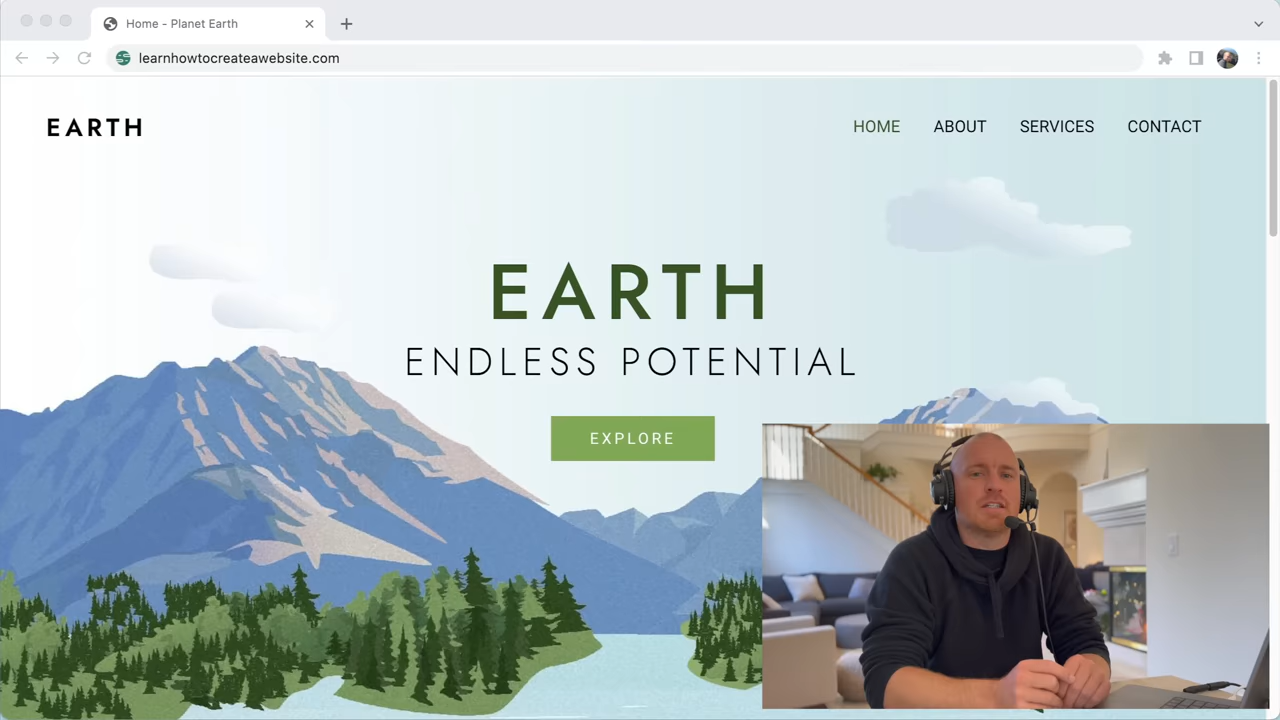 Home - Planet Earth
learnhowtocreateawebsite.com
EARTH
HOME ABOUT SERVICES CONTACT
EARTH
ENDLESS POTENTIAL
EXPLORE